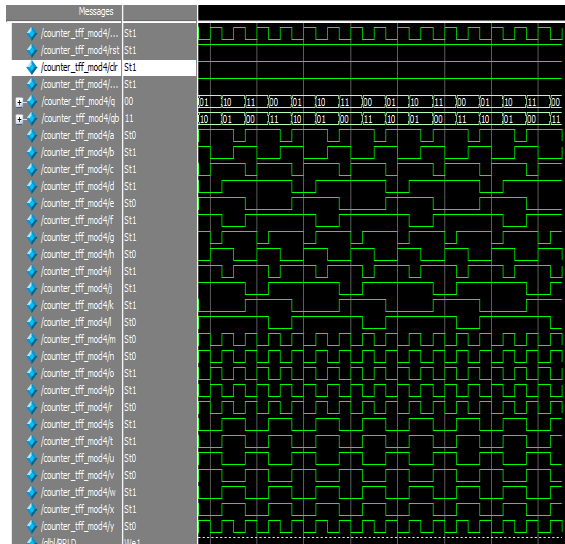 Messages
/counter_tff_mod4/... St1
/counter_tff_mod4/rst St1
/counter_tff_mod4/dr St1
/counter_tff_mod4/... St1
/counter_tff_mod4/q 00 01 10 11 00 01 10 11 00 01 10 11 00 01 10 11 00
/counter_tff_mod4/qb 11 10 01 00 11 10 01 00 11 10 01 00 11 10 01 00 11
/counter_tff_mod4/a St0
/counter_tff_mod4/b St1
/counter_tff_mod4/c St1
/counter_tff_mod4/d St1
/counter_tff_mod4/e St0
/counter_tff_mod4/f St1
/counter_tff_mod4/g St1
/counter_tff_mod4/h St0
/counter_tff_mod4/i St1
/counter_tff_mod4/j St1
/counter_tff_mod4/k St1
/counter_tff_mod4/l St0
/counter_tff_mod4/m St0
/counter_tff_mod4/n St0
/counter_tff_mod4/o St1
/counter_tff_mod4/p St1
/counter_tff_mod4/r St0
/counter_tff_mod4/s St1
/counter_tff_mod4/t St1
/counter_tff_mod4/u St0
/counter_tff_mod4/v St0
/counter_tff_mod4/w St1
/counter_tff_mod4/x St1
/counter_tff_mod4/y St0